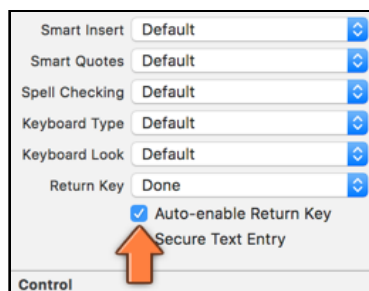 Smart Insert Default
Smart Quotes Default
Spell Checking Default
Keyboard Type Default
Keyboard Look Default
Return Key Done
Auto-enable Return Key
Secure Text Entry
Control